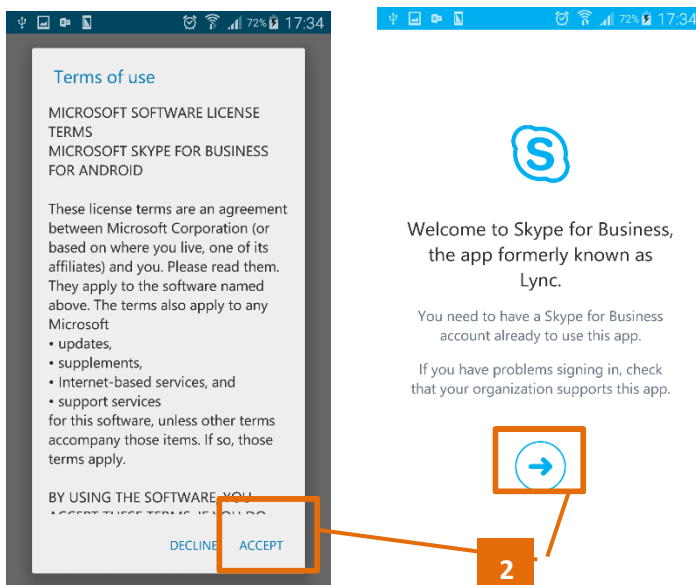 72% 17:34
Terms of use
MICROSOFT SOFTWARE LICENSE
TERMS
MICROSOFT SKYPE FOR BUSINESS
FOR ANDROID
These license terms are an agreement
between Microsoft Corporation (or
based on where you live, one of its
affiliates) and you. Please read them.
They apply to the software named
above. The terms also apply to any
Microsoft
• updates,
• supplements,
• Internet-based services, and
• support services
for this software, unless other terms
accompany those items. If so, those
terms apply.
BY USING THE SOFTWARE, YOU
ACCEPT THESE TERMS. IF YOU DO
DECLINE ACCEPT
72% 17:34
S
Welcome to Skype for Business,
the app formerly known as
Lync.
You need to have a Skype for Business
account already to use this app.
If you have problems signing in, check
that your organization supports this app.
2